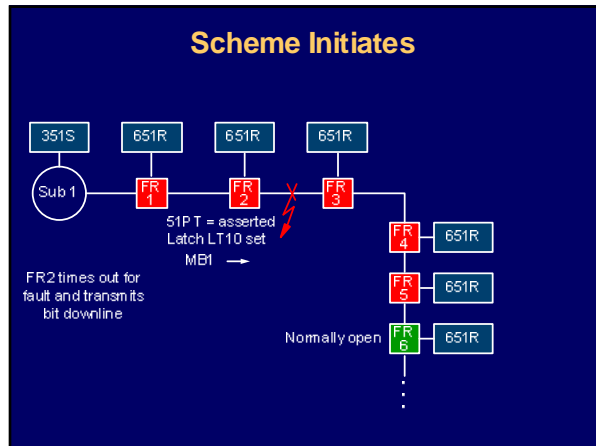 Scheme Initiates
351S
651R
651R
651R
Sub 1
FR
1
FR
2
FR
3
51PT = asserted
Latch LT10 set
MB1
FR2 times out for
fault and transmits
bit downline
FR
4
651R
FR
5
651R
Normally open
FR
6
651R